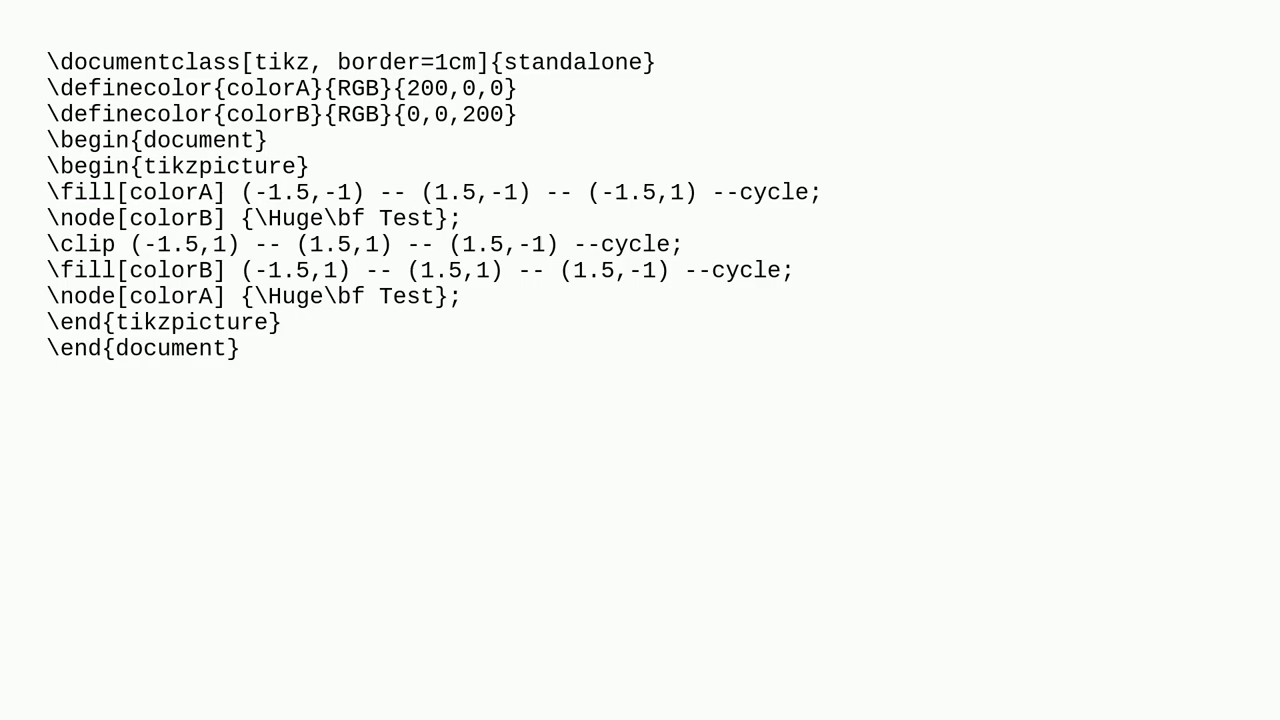 \documentclass[tikz, border=1cm]{standalone}
\definecolor{colorA}{RGB}{200,0,0}
\definecolor{colorB}{RGB}{0,0,200}
\begin{document}
\begin{tikzpicture}
\fill[colorA] (-1.5,-1) -- (1.5,-1) -- (-1.5,1) --cycle;
\node[colorB] {\Huge\bf Test};
\clip (-1.5,1) -- (1.5,1) -- (1.5,-1) --cycle;
\fill[colorB] (-1.5,1) -- (1.5,1) -- (1.5,-1) --cycle;
\node[colorA] {\Huge\bf Test};
\end{tikzpicture}
\end{document}